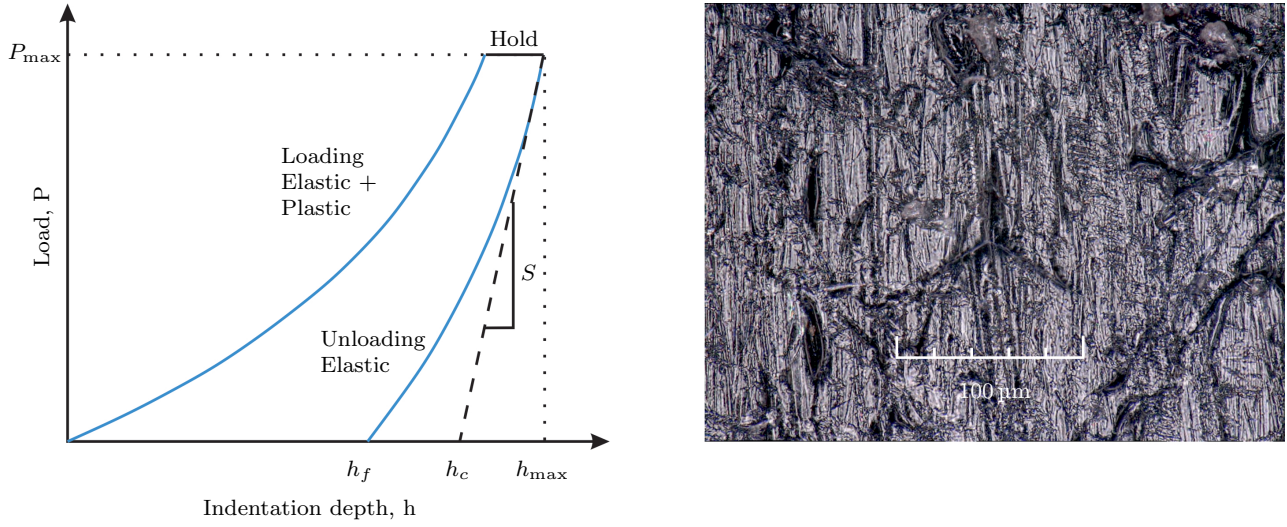 P_max
Hold
Loading
Elastic +
Plastic
Load, P
S
Unloading
Elastic
h_f
h_c
h_max
Indentation depth, h
100 µm